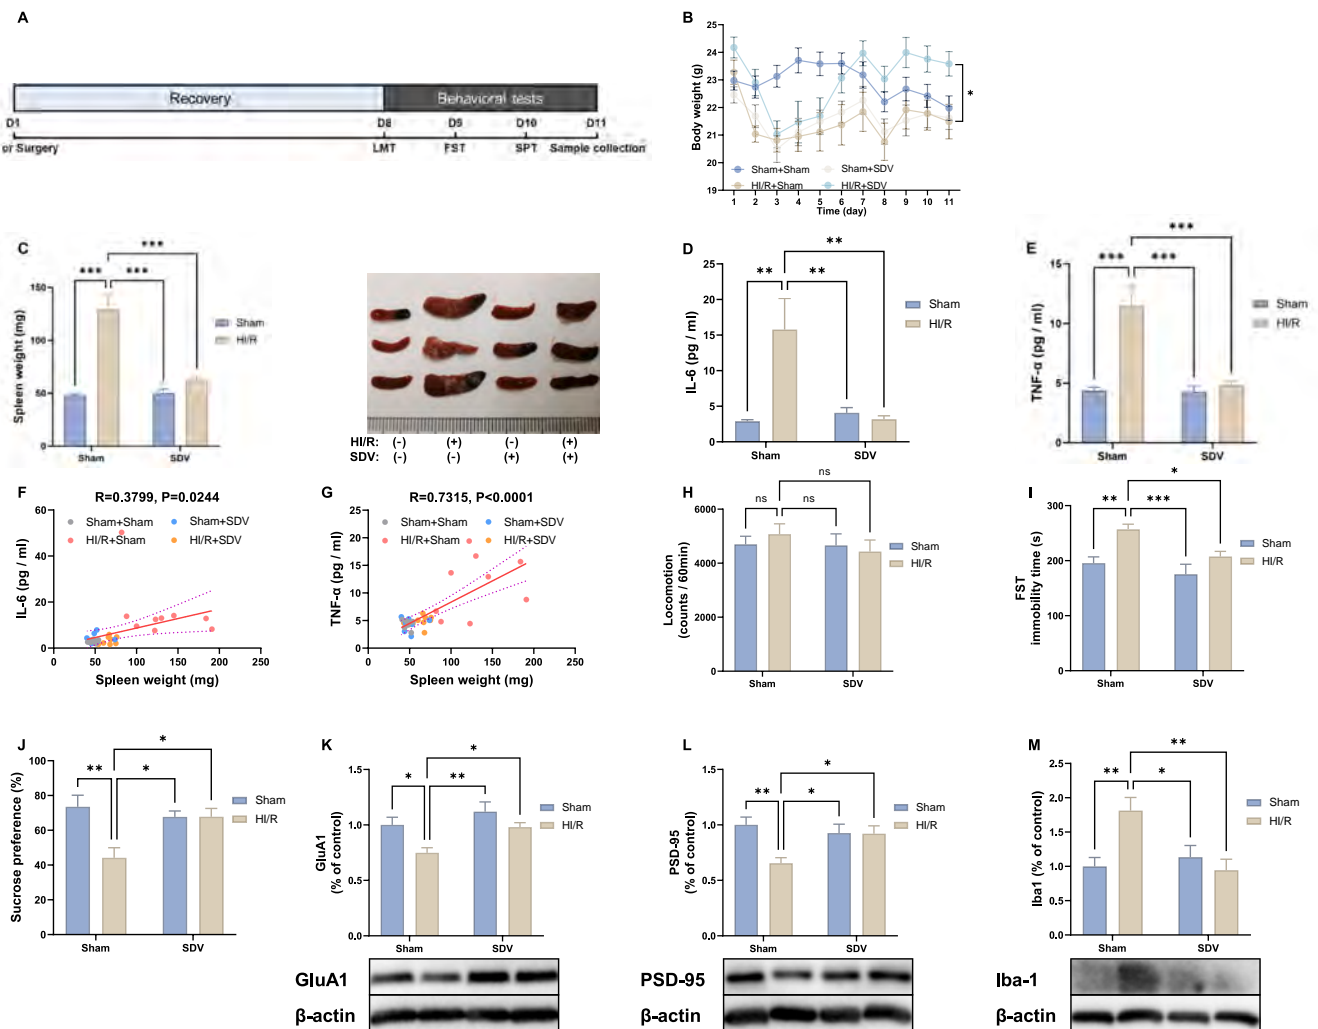 A
Recovery
Behavioral tests
D1
D8
D9
D10
D11
or Surgery
LMT
FST
SPT
Sample collection
B
Body weight (g)
25
24
23
22
21
20
19
Sham+Sham
Sham+SDV
HI/R+Sham
HI/R+SDV
1 2 3 4 5 6 7 8 9 10 11
Time (day)
*
C
Spleen weight (mg)
150
100
50
0
***
*** ***
Sham
HI/R
Sham SDV
HI/R: (-) (+) (-) (+)
SDV: (-) (-) (+) (+)
D
IL-6 (pg / ml)
25
20
15
10
5
0
**
** **
Sham
HI/R
Sham SDV
E
TNF-α (pg / ml)
15
10
5
0
***
*** ***
Sham
HI/R
Sham SDV
F
R=0.3799, P=0.0244
IL-6 (pg / ml)
60
40
20
0
Sham+Sham
Sham+SDV
HI/R+Sham
HI/R+SDV
0 50 100 150 200 250
Spleen weight (mg)
G
R=0.7315, P<0.0001
TNF-α (pg / ml)
25
20
15
10
5
0
Sham+Sham
Sham+SDV
HI/R+Sham
HI/R+SDV
0 50 100 150 200 250
Spleen weight (mg)
H
Locomotion
(counts / 60min)
6000
4000
2000
0
ns
ns ns
Sham
HI/R
Sham SDV
I
FST
immobility time (s)
300
200
100
0
*
** ***
Sham
HI/R
Sham SDV
J
Sucrose preference (%)
100
80
60
40
20
0
*
** *
Sham
HI/R
Sham SDV
K
GluA1
(% of control)
1.5
1.0
0.5
0.0
*
* **
Sham
HI/R
Sham SDV
GluA1
β-actin
L
PSD-95
(% of control)
1.5
1.0
0.5
0.0
*
** *
Sham
HI/R
Sham SDV
PSD-95
β-actin
M
Iba1 (% of control)
2.5
2.0
1.5
1.0
0.5
0.0
**
** *
Sham
HI/R
Sham SDV
Iba-1
β-actin